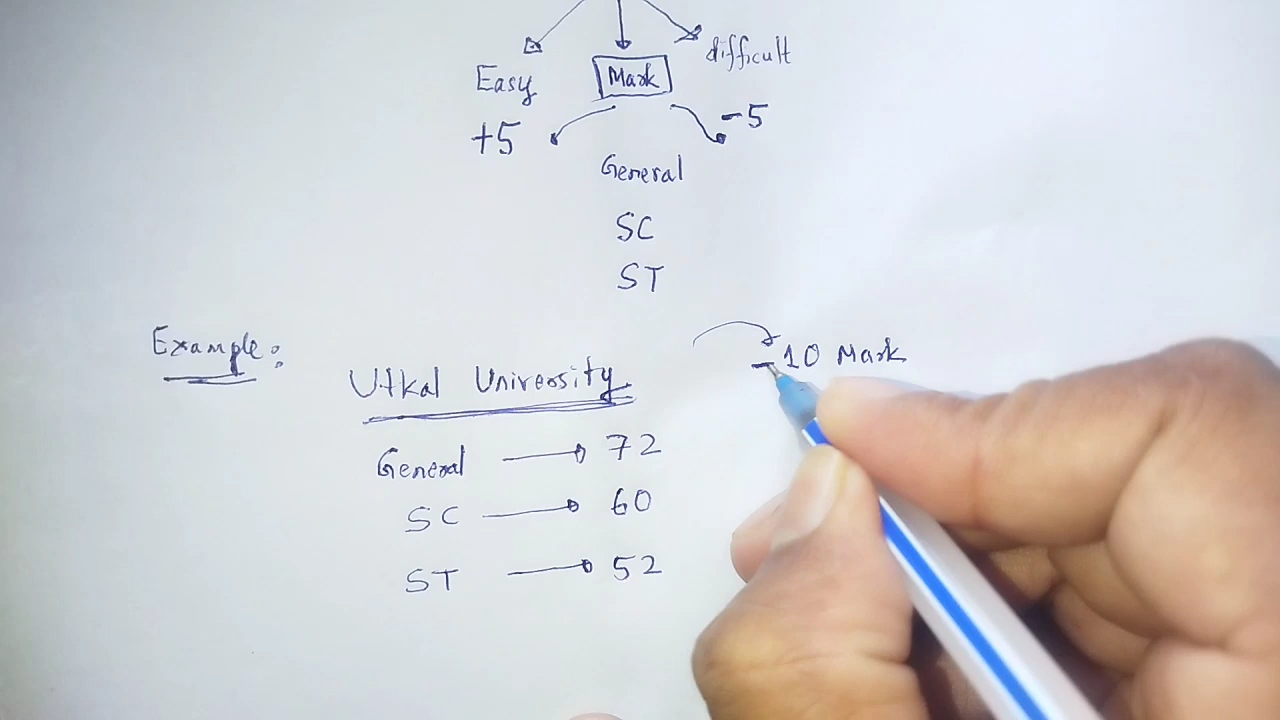 Easy
Mark
difficult
+5
-5
General
SC
ST
Example:
Utkal University
-10 Mark
General → 72
SC → 60
ST → 52